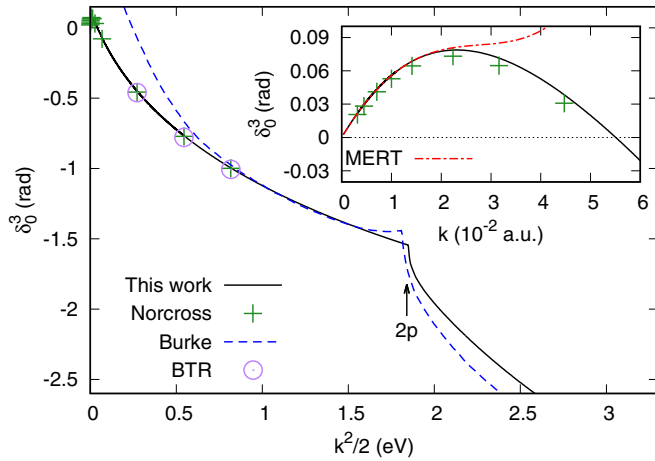 0
-0.5
-1
-1.5
-2
-2.5
δ₀³ (rad)
0
0.5
1
1.5
2
2.5
3
k²/2 (eV)
This work
Norcross
Burke
BTR
2p
0.09
0.06
0.03
0
-0.03
δ₀³ (rad)
MERT
0
1
2
3
4
5
6
k (10⁻² a.u.)